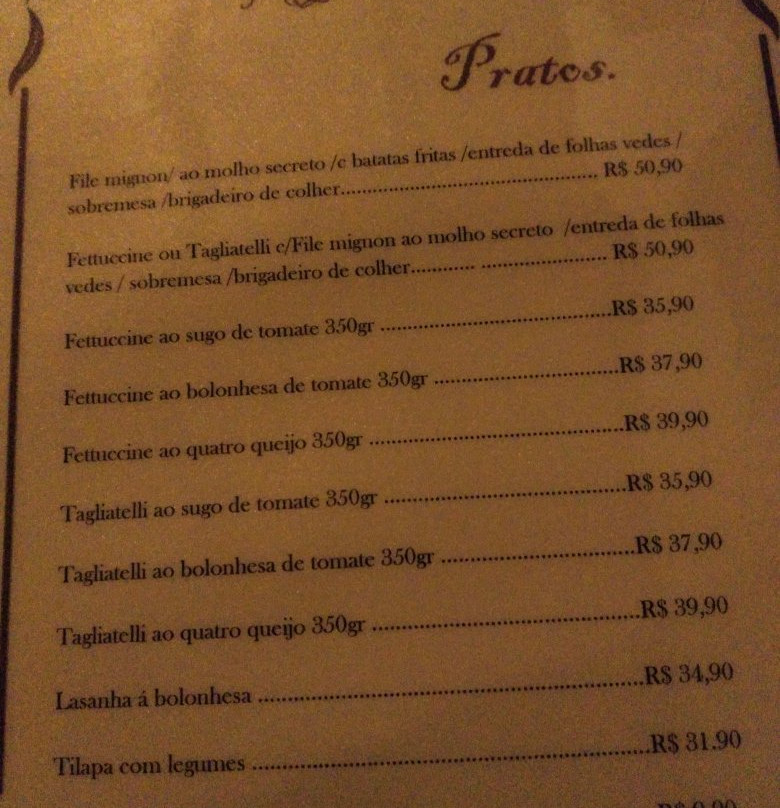 Pratos.
File mignon/ ao molho secreto /c batatas fritas /entreda de folhas vedes /
sobremesa /brigadeiro de colher.......................................................... R$ 50,90
Fettuccine ou Tagliatelli c/File mignon ao molho secreto /entreda de folhas
vedes / sobremesa /brigadeiro de colher............ ............................ R$ 50,90
Fettuccine ao sugo de tomate 350gr ..................................................R$ 35,90
Fettuccine ao bolonhesa de tomate 350gr ........................................R$ 37,90
Fettuccine ao quatro queijo 350gr .......................................................R$ 39,90
Tagliatelli ao sugo de tomate 350gr .....................................................R$ 35,90
Tagliatelli ao bolonhesa de tomate 350gr ..........................................R$ 37,90
Tagliatelli ao quatro queijo 350gr ..........................................................R$ 39,90
Lasanha á bolonhesa ..................................................................................R$ 34,90
Tilapa com legumes ...................................................................................R$ 31.90